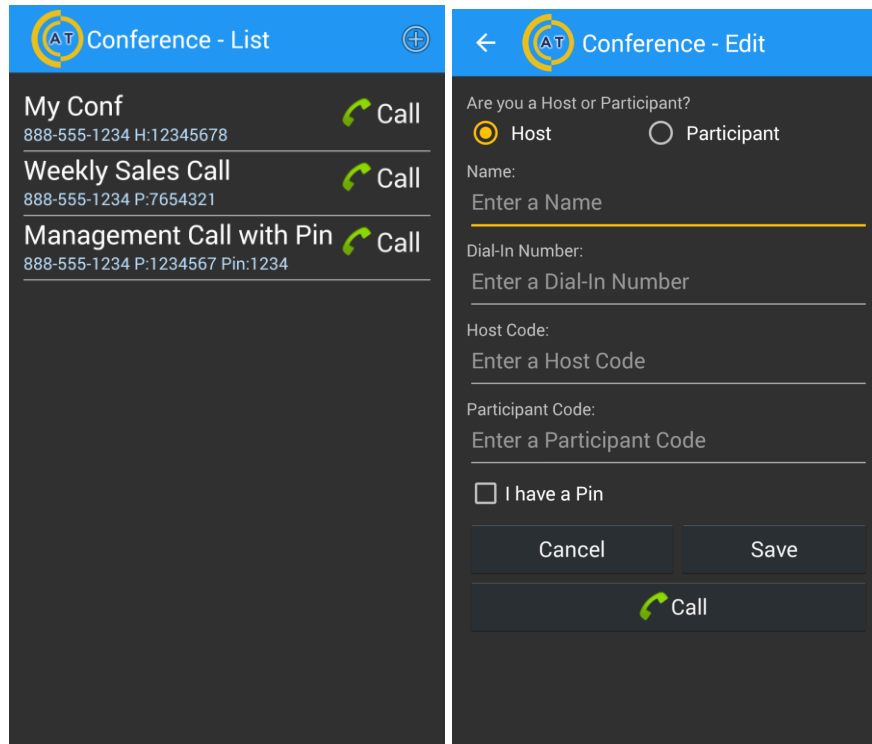 AT Conference - List
My Conf
888-555-1234 H:12345678
Call
Weekly Sales Call
888-555-1234 P:7654321
Call
Management Call with Pin
888-555-1234 P:1234567 Pin:1234
Call
AT Conference - Edit
Are you a Host or Participant?
Host Participant
Name:
Enter a Name
Dial-In Number:
Enter a Dial-In Number
Host Code:
Enter a Host Code
Participant Code:
Enter a Participant Code
I have a Pin
Cancel Save
Call